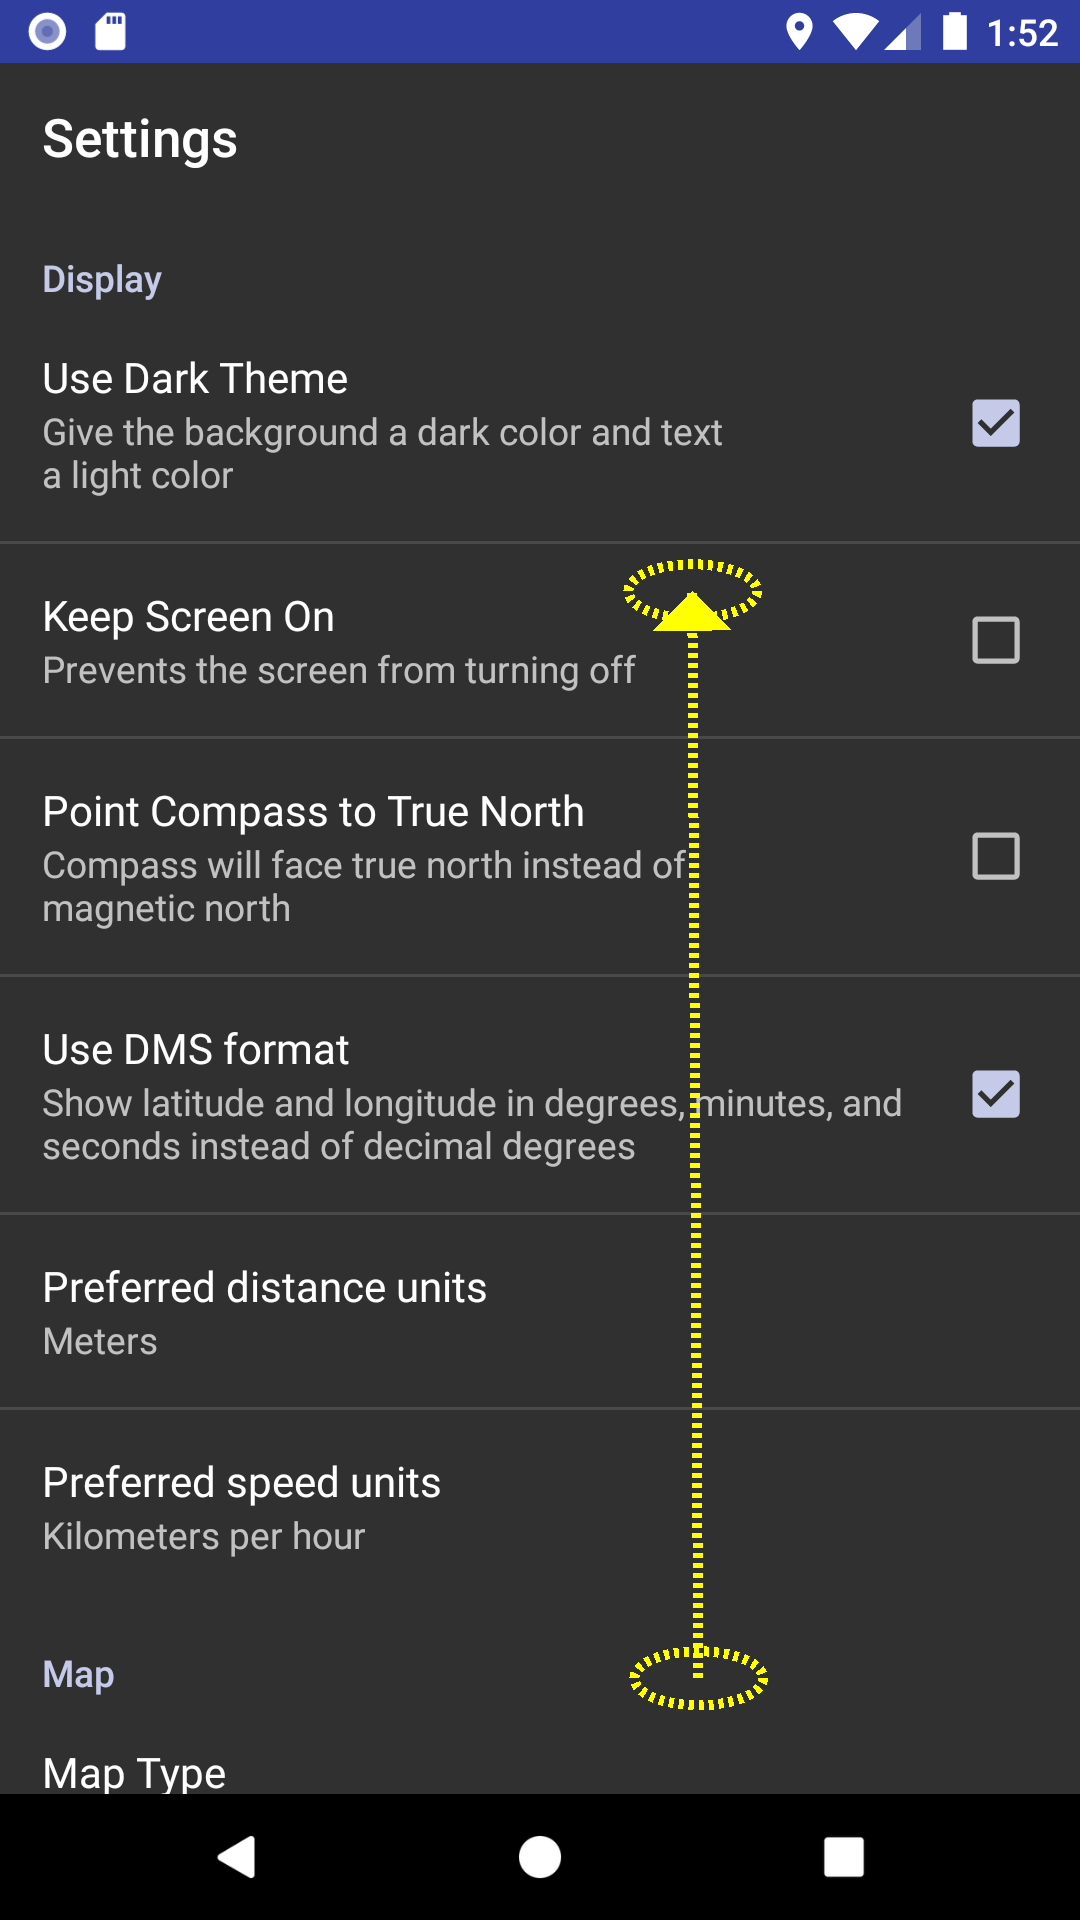 1:52
Settings
Display
Use Dark Theme
Give the background a dark color and text
a light color
Keep Screen On
Prevents the screen from turning off
Point Compass to True North
Compass will face true north instead of
magnetic north
Use DMS format
Show latitude and longitude in degrees, minutes, and
seconds instead of decimal degrees
Preferred distance units
Meters
Preferred speed units
Kilometers per hour
Map
Map Type